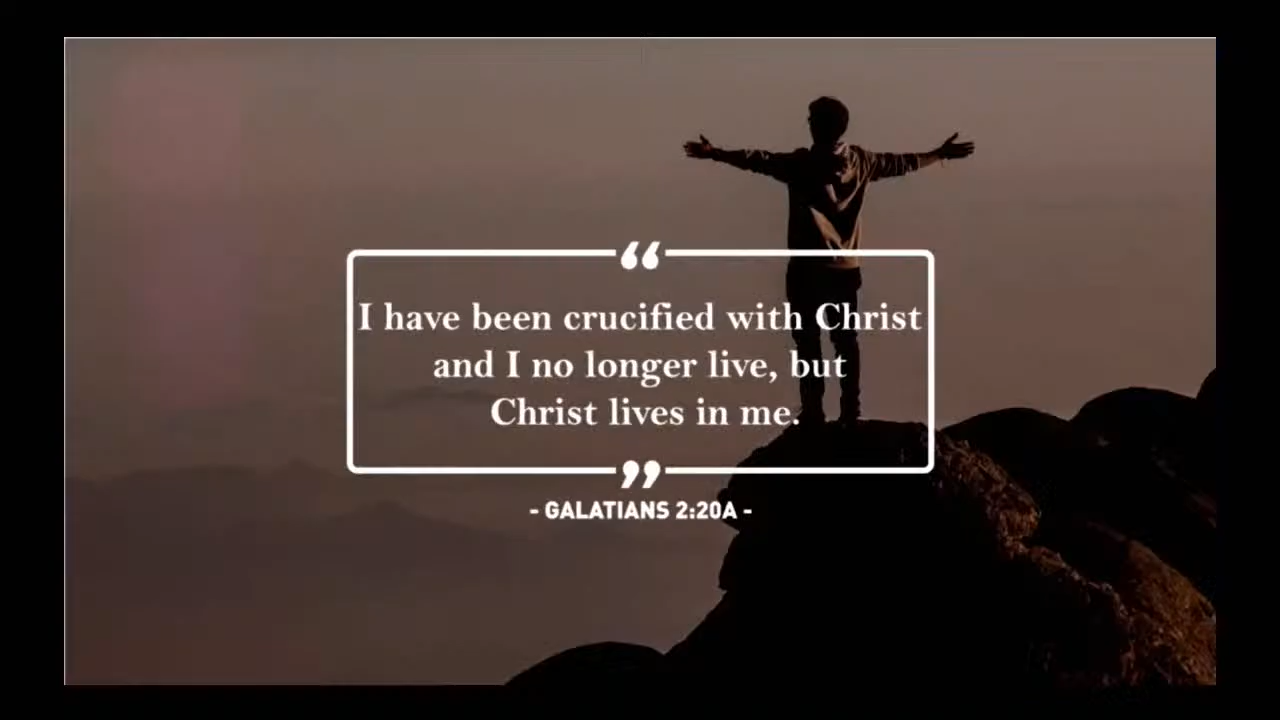 “
I have been crucified with Christ
and I no longer live, but
Christ lives in me.
”
- GALATIANS 2:20A -